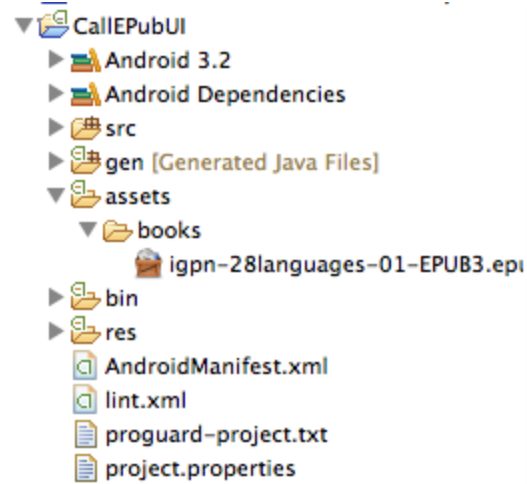 CallEPubUI
Android 3.2
Android Dependencies
src
gen [Generated Java Files]
assets
books
igpn-28languages-01-EPUB3.epu
bin
res
AndroidManifest.xml
lint.xml
proguard-project.txt
project.properties